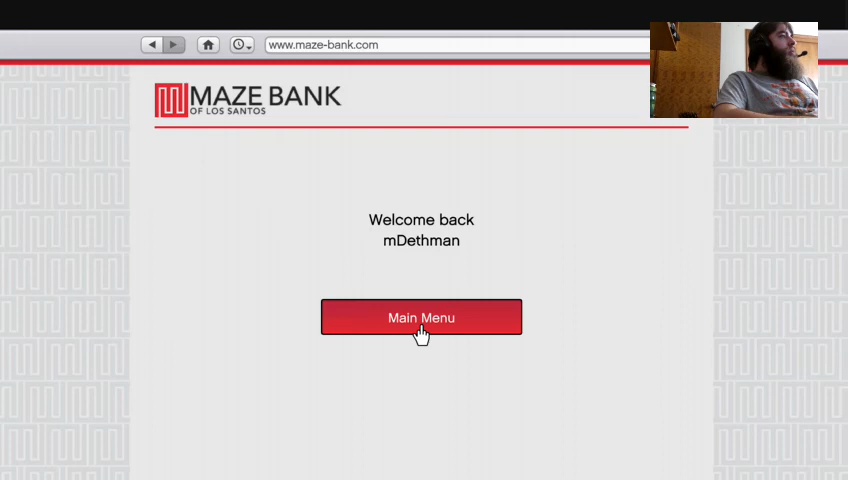 www.maze-bank.com
MAZE BANK
OF LOS SANTOS
Welcome back
mDethman
Main Menu